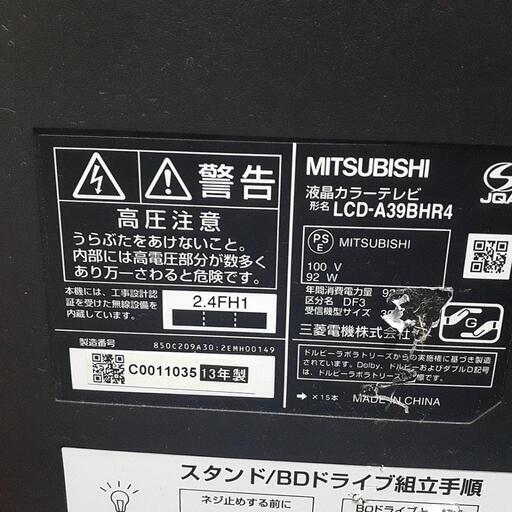 警告
高圧注意
うらぶたをあけないこと。
内部には高電圧部分が数多く
あり万一さわると危険です。
本機には、工事設計認
証を受けた無線設備を
内蔵しています。
2.4FH1
製造番号
850C209A30:2EMH00149
C0011035 13年製
MITSUBISHI
液晶カラーテレビ
形名 LCD-A39BHR4
PS
E
MITSUBISHI
100 V
92 W
年間消費電力量
区分名 DF3
受信機型サイズ
三菱電機株式会
JQA
G
ドルビーラボラトリーズからの実施権に基づき製造
されています。Dolby、ドルビーおよびダブルD記号
は、ドルビーラボラトリーズ
標です。
×15本 MADE IN CHINA
スタンド/BDドライブ組立手順
ネジ止めする前に
BDドライブ